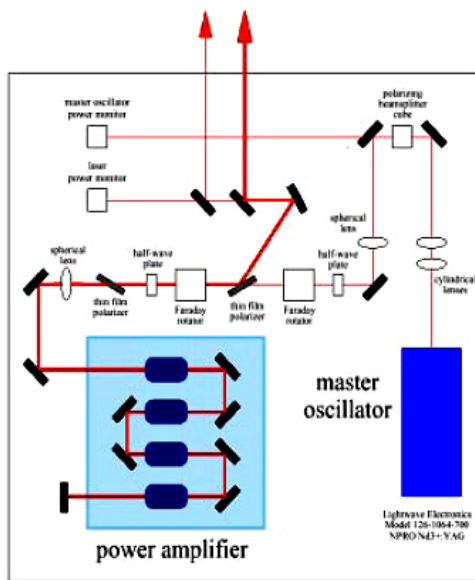 master oscillator
power monitor
polarizing
beamsplitter
cube
laser
power monitor
spherical
lens
spherical
lens
half-wave
plate
half-wave
plate
cylindrical
lenses
thin film
polarizer
Faraday
rotator
thin film
polarizer
Faraday
rotator
master
oscillator
power amplifier
Lightwave Electronics
Model 126-1064-700
NPRO Nd3+:YAG